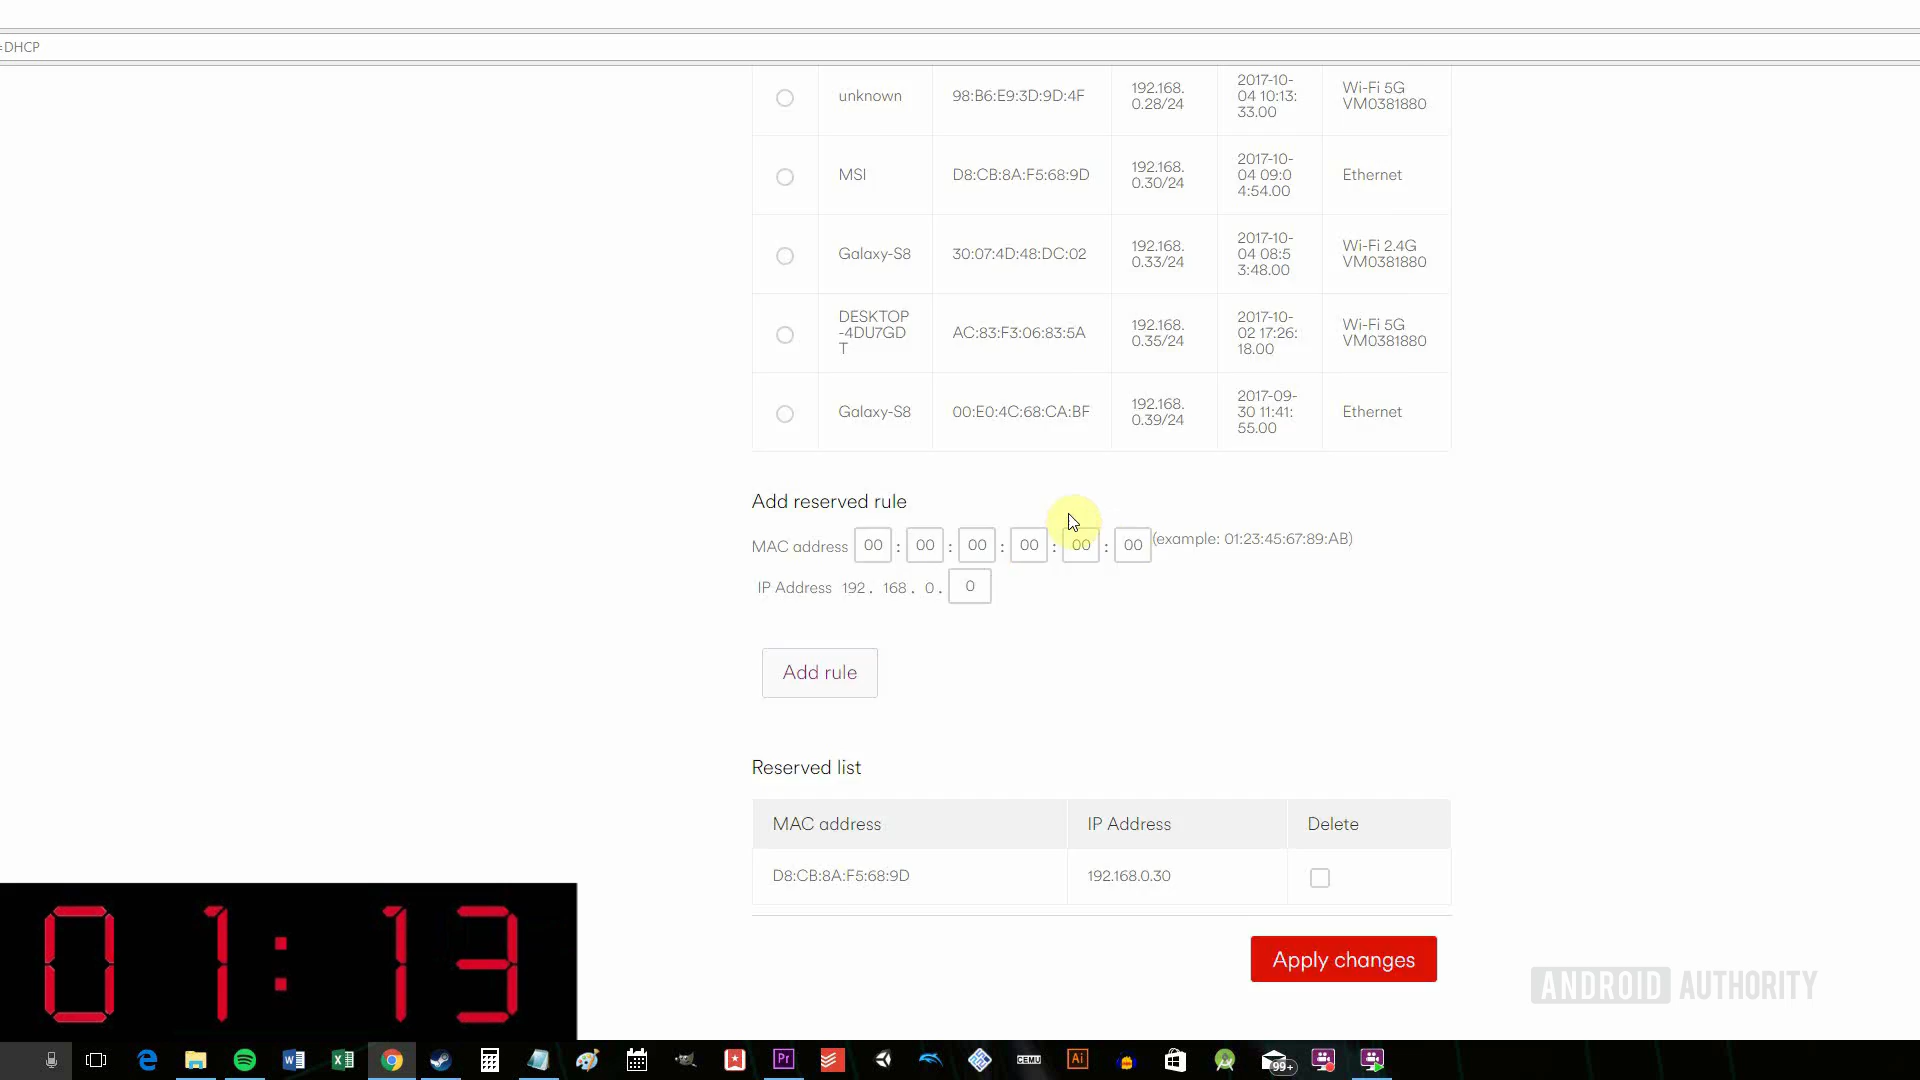 =DHCP
unknown
98:B6:E9:3D:9D:4F
192.168.
0.28/24
2017-10-
04 10:13:
33.00
Wi-Fi 5G
VM0381880
MSI
D8:CB:8A:F5:68:9D
192.168.
0.30/24
2017-10-
04 09:0
4:54.00
Ethernet
Galaxy-S8
30:07:4D:48:DC:02
192.168.
0.33/24
2017-10-
04 08:5
3:48.00
Wi-Fi 2.4G
VM0381880
DESKTOP
-4DU7GD
T
AC:83:F3:06:83:5A
192.168.
0.35/24
2017-10-
02 17:26:
18.00
Wi-Fi 5G
VM0381880
Galaxy-S8
00:E0:4C:68:CA:BF
192.168.
0.39/24
2017-09-
30 11:41:
55.00
Ethernet
Add reserved rule
MAC address 00 : 00 : 00 : 00 : 00 : 00 (example: 01:23:45:67:89:AB)
IP Address 192 . 168 . 0 . 0
Add rule
Reserved list
MAC address IP Address Delete
D8:CB:8A:F5:68:9D 192.168.0.30
Apply changes
01:13
ANDROID AUTHORITY
Pr
CEMU
Ai
99+